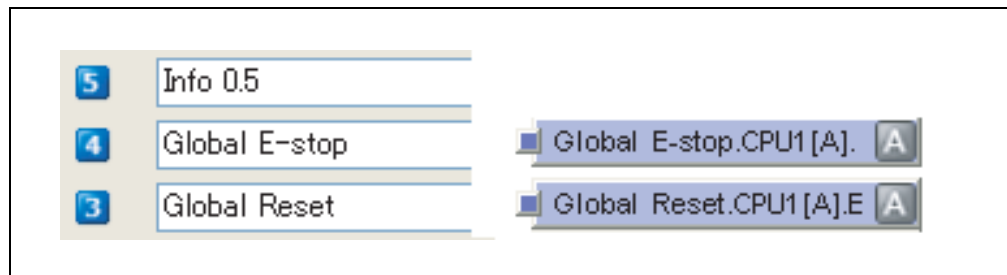 5 Info 0.5
4 Global E-stop Global E-stop.CPU1[A]. A
3 Global Reset Global Reset.CPU1[A].E A